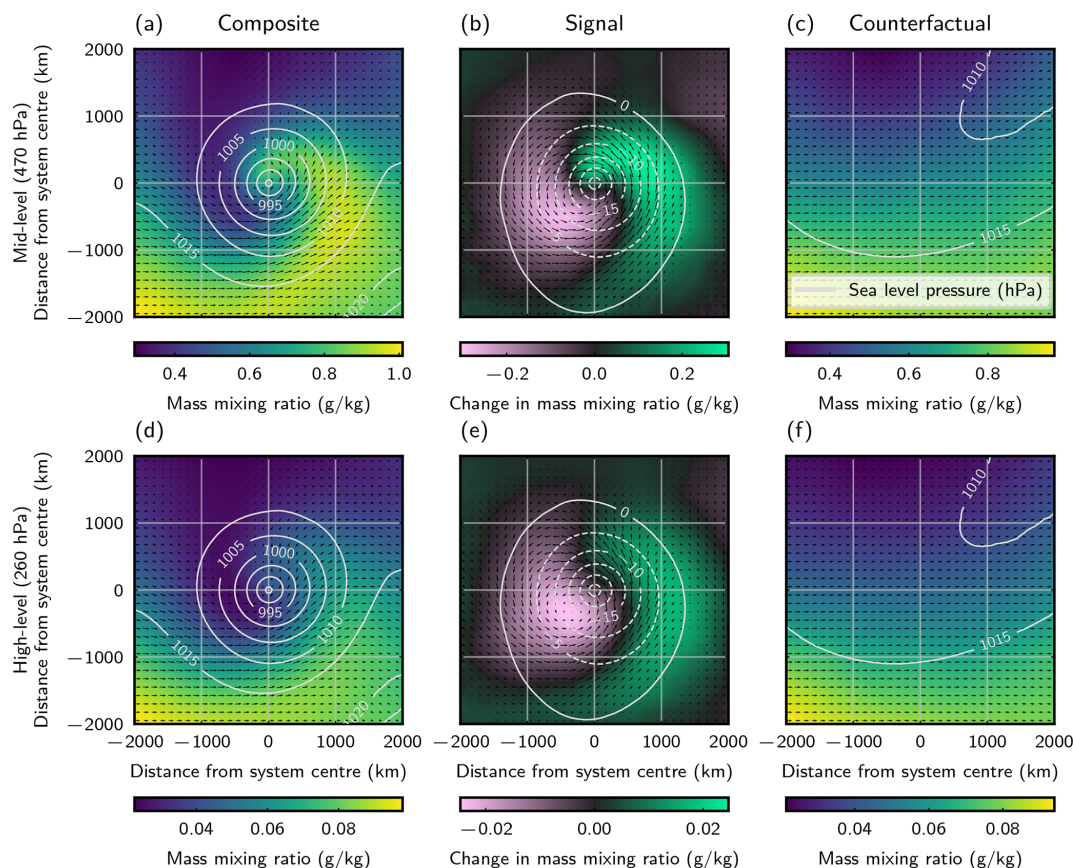 (a) Composite
(b) Signal
(c) Counterfactual
Mid-level (470 hPa)
Distance from system centre (km)
2000
1000
0
−1000
−2000
1005
1000
995
1010
1015
1020
0
10
15
5
1010
1015
Sea level pressure (hPa)
0.4 0.6 0.8 1.0
Mass mixing ratio (g/kg)
−0.2 0.0 0.2
Change in mass mixing ratio (g/kg)
0.4 0.6 0.8
Mass mixing ratio (g/kg)
(d)
(e)
(f)
High-level (260 hPa)
Distance from system centre (km)
2000
1000
0
−1000
−2000
1005
1000
995
1010
1015
1020
0
10
15
5
1010
1015
−2000 −1000 0 1000 2000
−2000 −1000 0 1000 2000
−2000 −1000 0 1000 2000
Distance from system centre (km)
Distance from system centre (km)
Distance from system centre (km)
0.04 0.06 0.08
Mass mixing ratio (g/kg)
−0.02 0.00 0.02
Change in mass mixing ratio (g/kg)
0.04 0.06 0.08
Mass mixing ratio (g/kg)